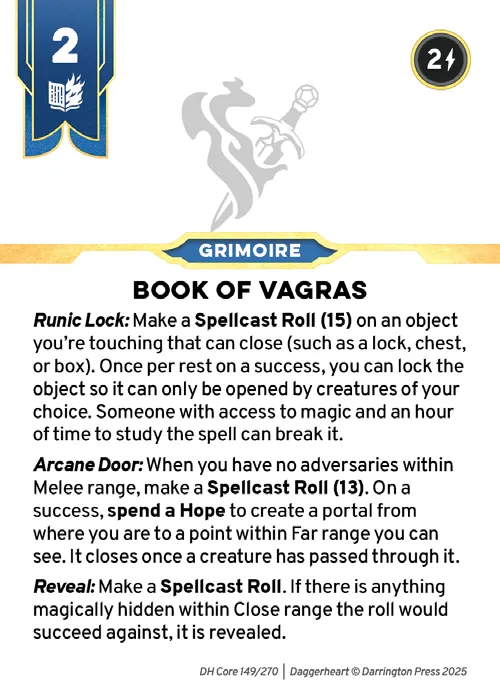 2
2
GRIMOIRE
BOOK OF VAGRAS
Runic Lock: Make a Spellcast Roll (15) on an object
you’re touching that can close (such as a lock, chest,
or box). Once per rest on a success, you can lock the
object so it can only be opened by creatures of your
choice. Someone with access to magic and an hour
of time to study the spell can break it.
Arcane Door: When you have no adversaries within
Melee range, make a Spellcast Roll (13). On a
success, spend a Hope to create a portal from
where you are to a point within Far range you can
see. It closes once a creature has passed through it.
Reveal: Make a Spellcast Roll. If there is anything
magically hidden within Close range the roll would
succeed against, it is revealed.
DH Core 149/270 | Daggerheart © Darrington Press 2025